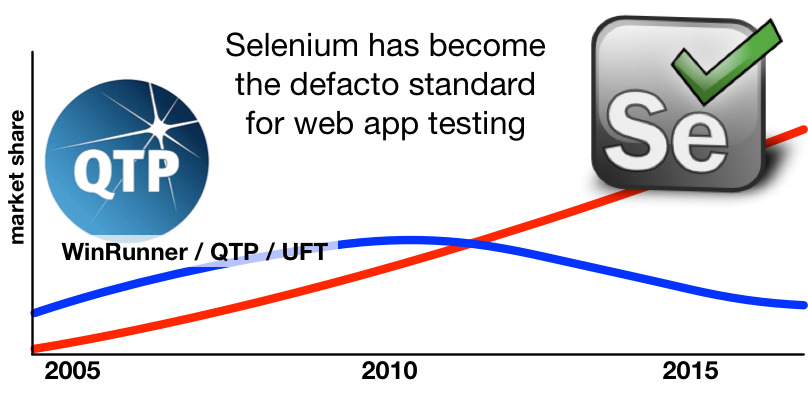 Selenium has become
the defacto standard
for web app testing
Se
QTP
market share
WinRunner / QTP / UFT
2005
2010
2015